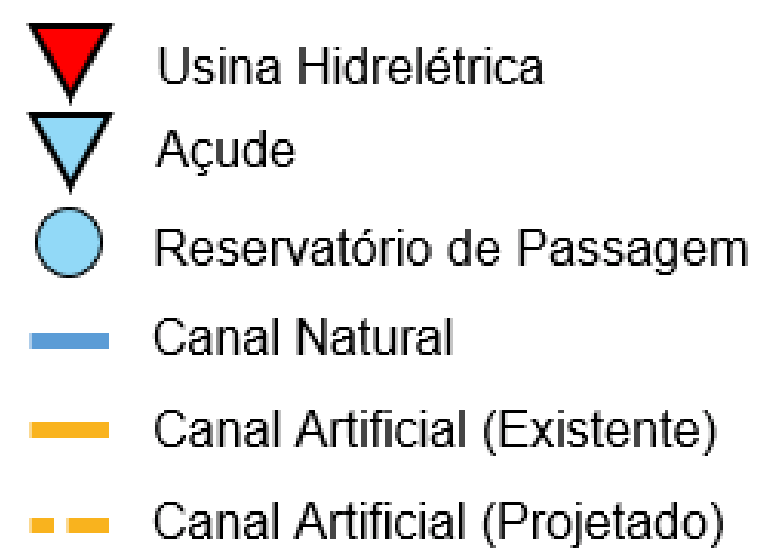 Usina Hidrelétrica
Açude
Reservatório de Passagem
Canal Natural
Canal Artificial (Existente)
Canal Artificial (Projetado)